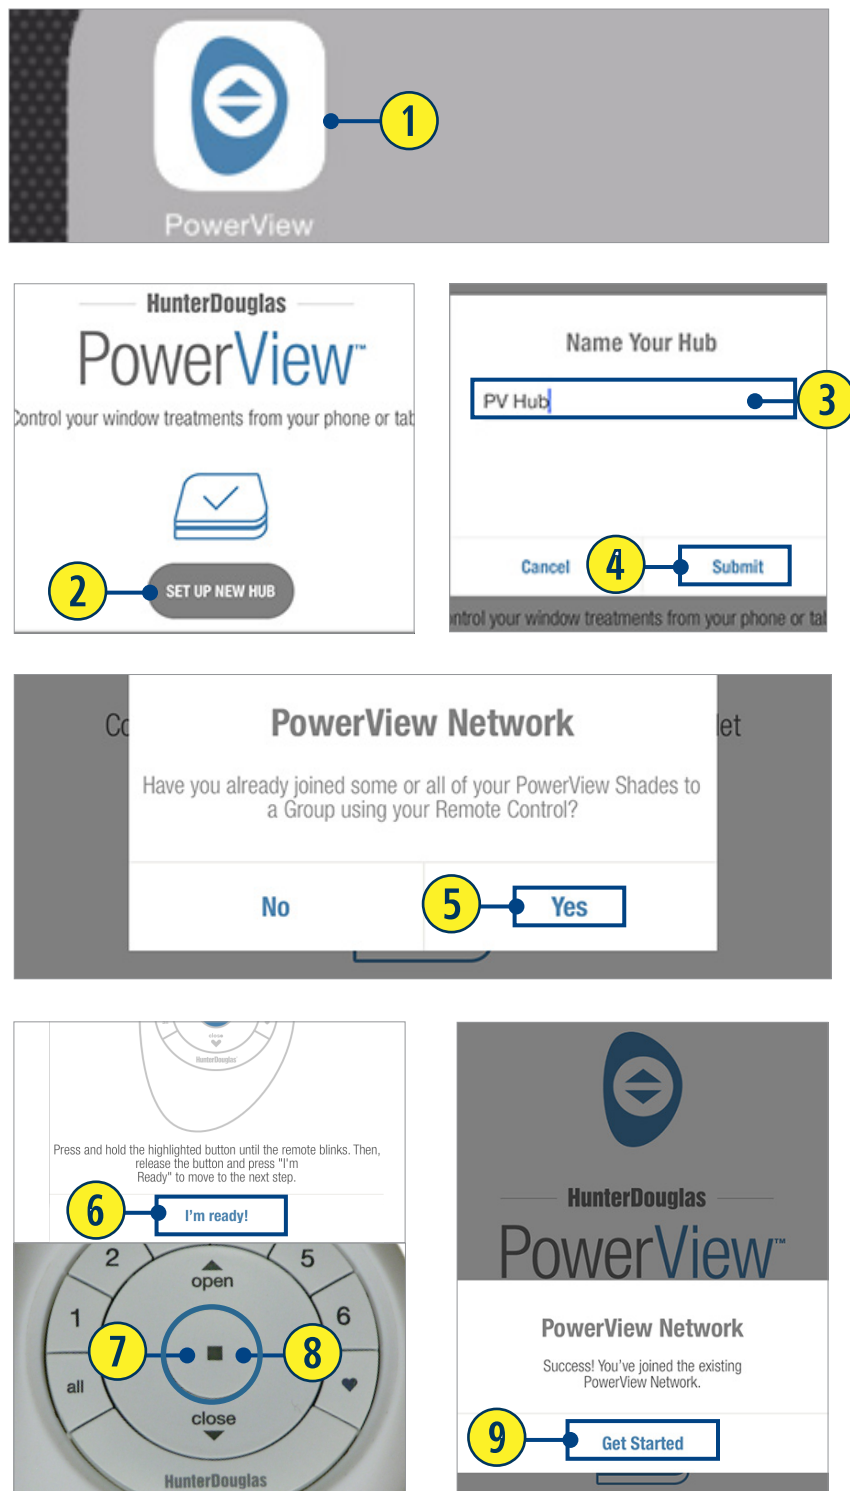 1
PowerView
HunterDouglas
PowerView™
Control your window treatments from your phone or tab
2
SET UP NEW HUB
Name Your Hub
PV Hub
3
Cancel
4
Submit
ntrol your window treatments from your phone or tab
PowerView Network
Co
let
Have you already joined some or all of your PowerView Shades to
a Group using your Remote Control?
No
5
Yes
close
HunterDouglas
Press and hold the highlighted button until the remote blinks. Then,
release the button and press "I'm
Ready" to move to the next step.
6
I'm ready!
2
open
5
1
6
7
8
all
close
HunterDouglas
HunterDouglas
PowerView™
PowerView Network
Success! You've joined the existing
PowerView Network.
9
Get Started